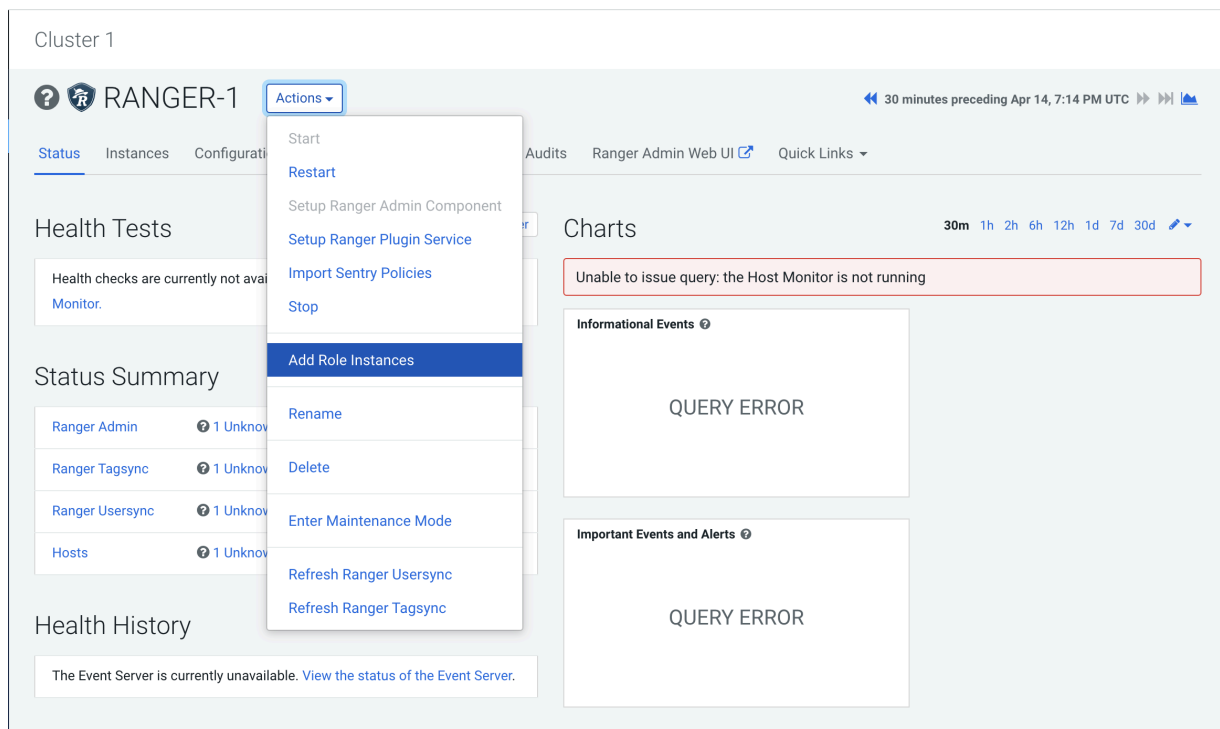 Cluster 1
RANGER-1
Actions
30 minutes preceding Apr 14, 7:14 PM UTC
Status Instances Audits Ranger Admin Web UI Quick Links
Start
Restart
Setup Ranger Admin Component
Setup Ranger Plugin Service
Import Sentry Policies
Stop
Add Role Instances
Rename
Delete
Enter Maintenance Mode
Refresh Ranger Usersync
Refresh Ranger Tagsync
Health Tests
Health checks are currently not
Monitor.
Status Summary
Ranger Admin 1
Ranger Tagsync 1
Ranger Usersync 1
Hosts 1
Health History
The Event Server is currently unavailable. View the status of the Event Server.
Charts
30m 1h 2h 6h 12h 1d 7d 30d
Unable to issue query: the Host Monitor is not running
Informational Events
QUERY ERROR
Important Events and Alerts
QUERY ERROR